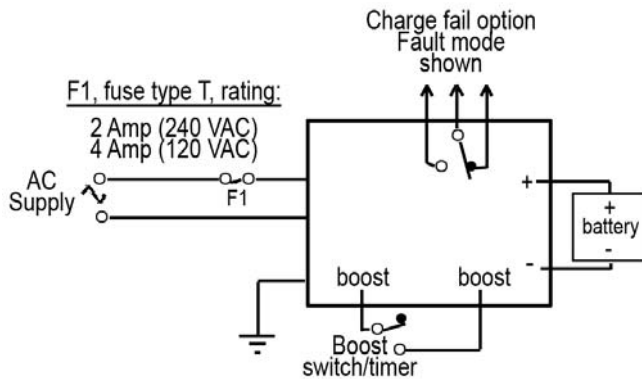 Charge fail option
Fault mode
shown
F1, fuse type T, rating:
2 Amp (240 VAC)
4 Amp (120 VAC)
AC
Supply
F1
+
-
+
battery
-
boost
boost
Boost
switch/timer